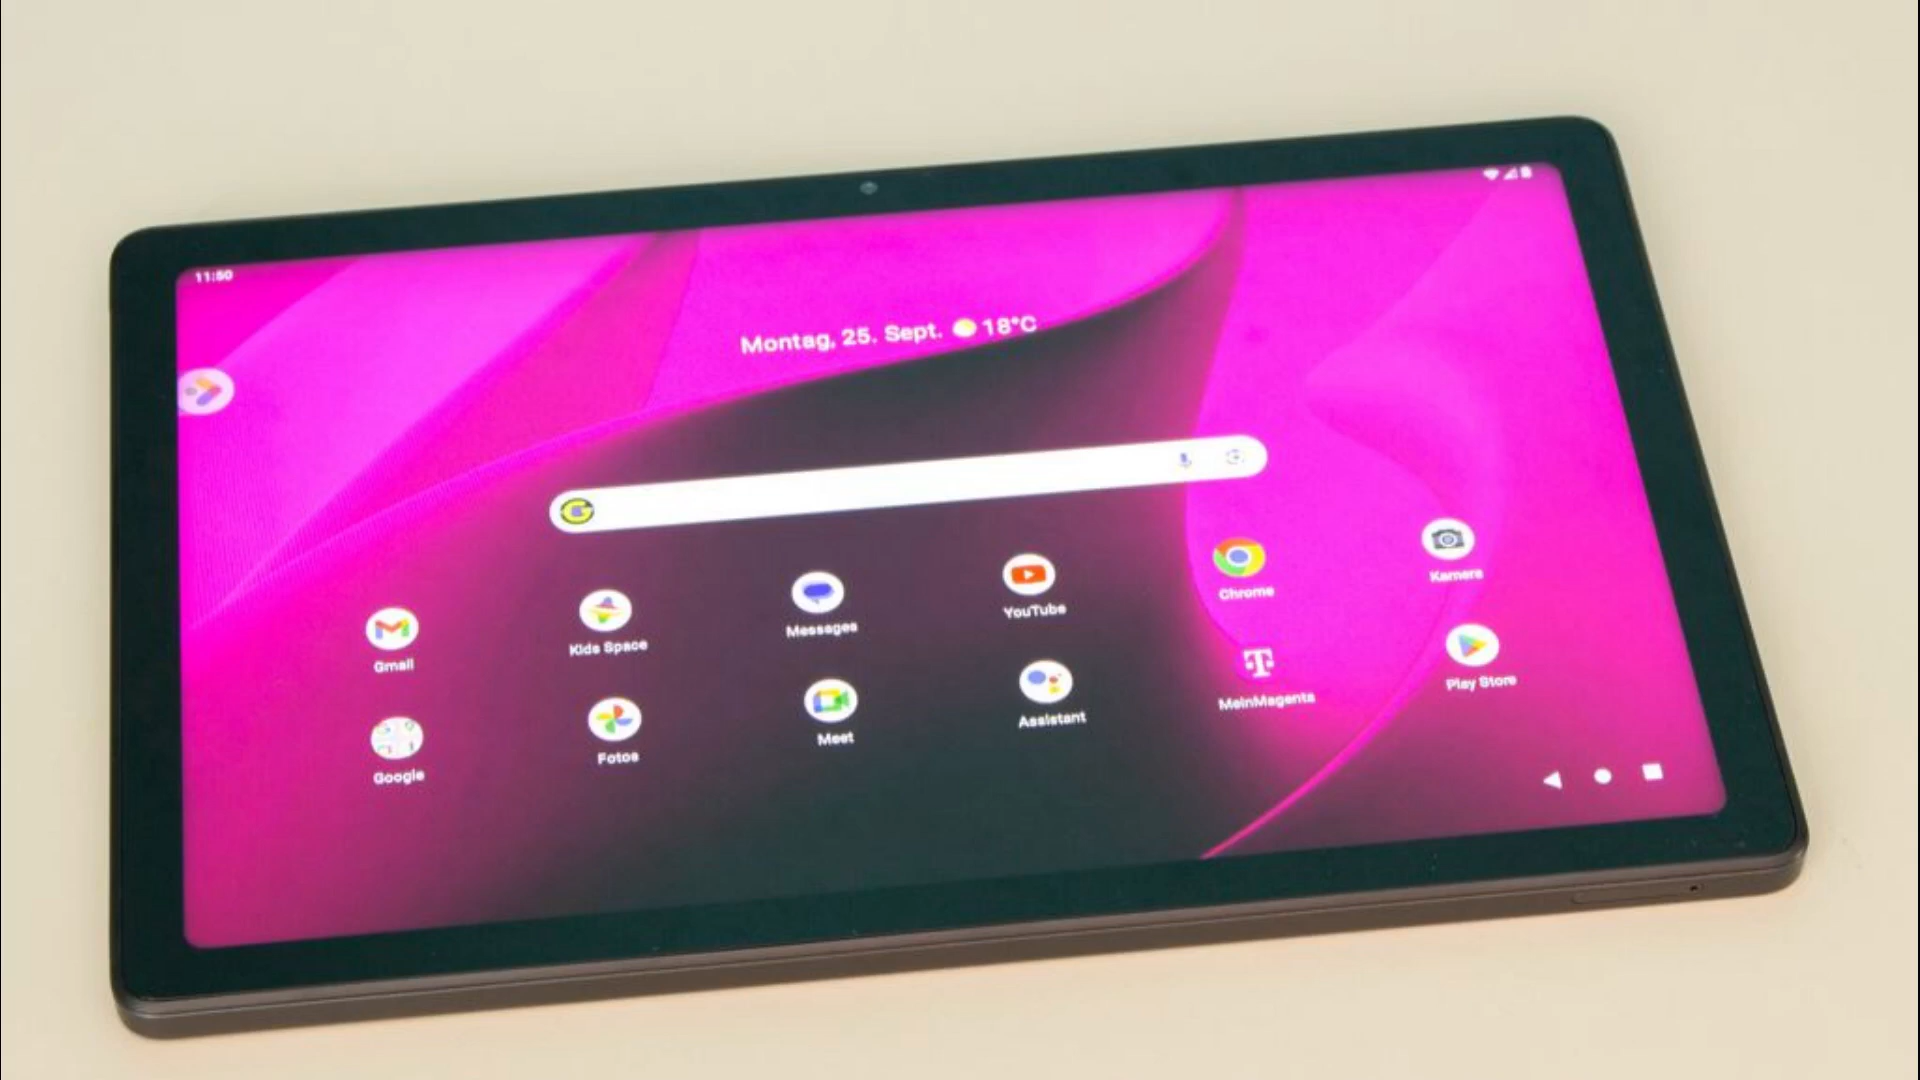 11:50
Montag, 25. Sept. 18°C
Gmail
Kids Space
Messages
YouTube
Chrome
Kamera
Google
Fotos
Meet
Assistant
MeinMagenta
Play Store